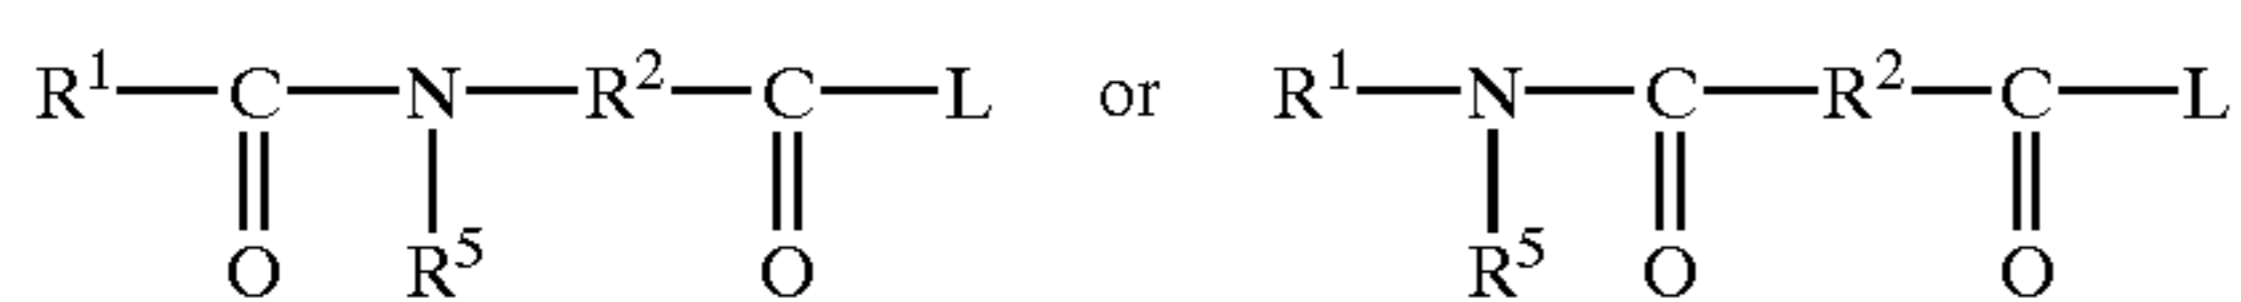 R¹—C—N—R²—C—L or R¹—N—C—R²—C—L
O R⁵ O R⁵ O O